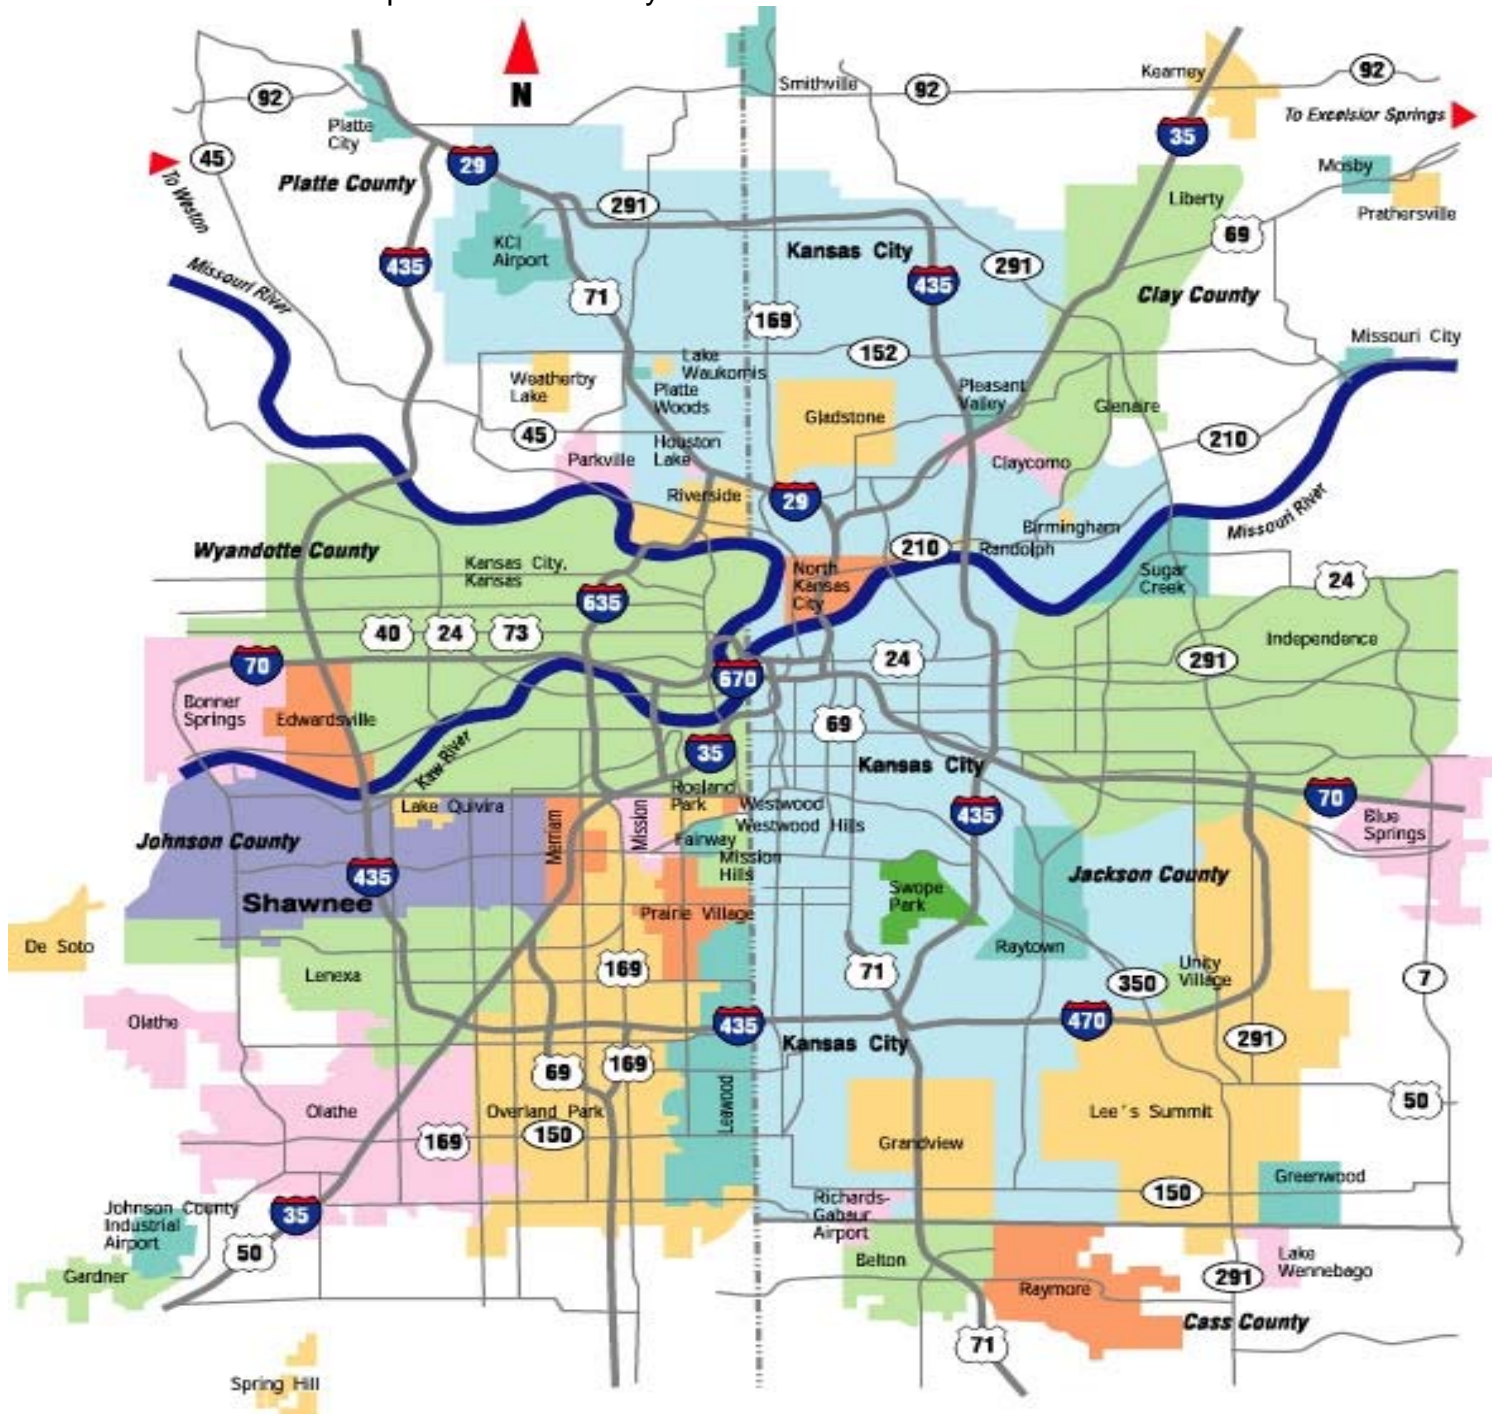 92
Smithville
92
Kearney
92
To Excelsior Springs
N
Platte
City
45
To Weston
29
35
Mosby
Platte County
291
Liberty
Prathersville
69
KCI
Airport
Kansas City
291
435
435
Missouri River
71
Clay County
169
Missouri City
152
Lake
Waukomis
Weatherby
Lake
Platte
Woods
Pleasant
Valley
Gladstone
Glenaire
45
210
Houston
Lake
Parkville
Claycomo
Riverside
29
Missouri River
Birmingham
Wyandotte County
210
Randolph
Kansas City,
Kansas
North
Kansas
City
Sugar
Creek
24
635
40
24
73
Independence
70
24
291
670
Bonner
Springs
Edwardsville
69
35
Kaw River
Kansas City
Roeland
Park
70
Lake Quivira
Westwood
435
Mission
Westwood Hills
Blue
Springs
Johnson County
Merriam
Fairway
Mission
Hills
435
Jackson County
Swope
Park
Shawnee
Prairie Village
De Soto
Raytown
Lenexa
169
71
Unity
Village
350
7
Olathe
435
470
Kansas City
291
69
169
50
Olathe
Overland Park
Leawood
Lee's Summit
150
169
Grandview
Greenwood
150
Johnson County
Industrial
Airport
35
Richards-
Gabaur
Airport
50
Belton
Lake
Wennebago
Gardner
291
Raymore
Cass County
71
Spring Hill